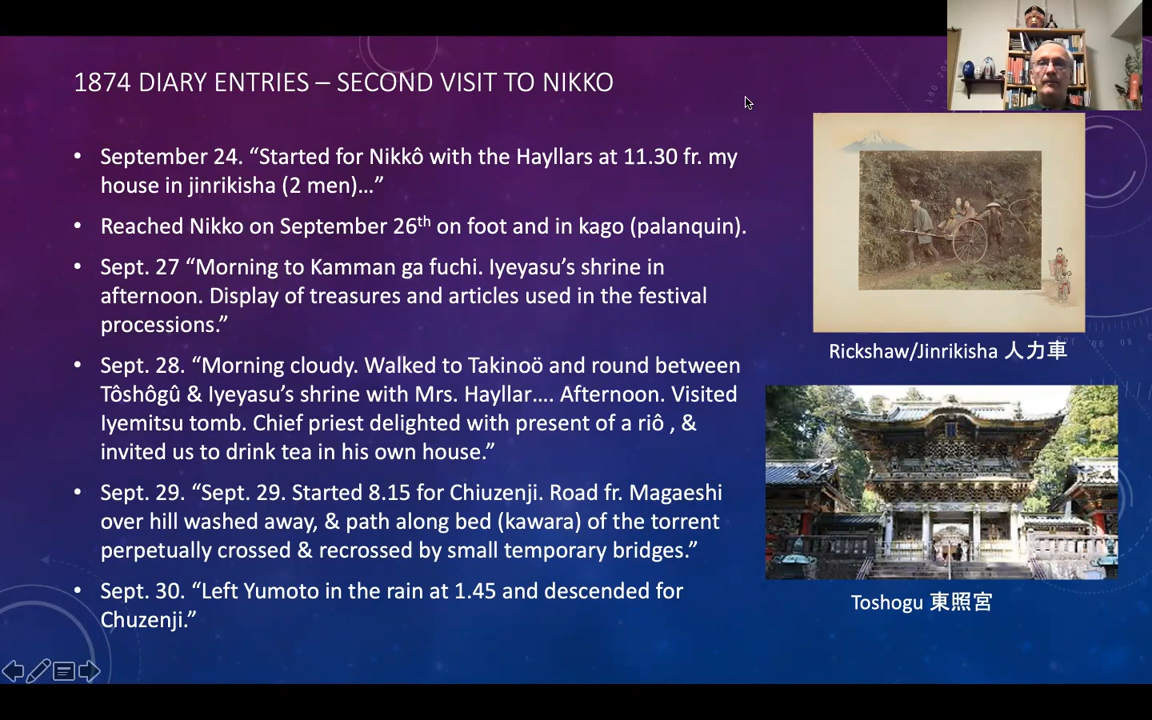 1874 DIARY ENTRIES – SECOND VISIT TO NIKKO
• September 24. “Started for Nikkô with the Hayllars at 11.30 fr. my
house in jinrikisha (2 men)…”
• Reached Nikko on September 26th on foot and in kago (palanquin).
• Sept. 27 “Morning to Kamman ga fuchi. Iyeyasu’s shrine in
afternoon. Display of treasures and articles used in the festival
processions.”
• Sept. 28. “Morning cloudy. Walked to Takinoö and round between
Tôshôgû & Iyeyasu’s shrine with Mrs. Hayllar…. Afternoon. Visited
Iyemitsu tomb. Chief priest delighted with present of a riô , &
invited us to drink tea in his own house.”
• Sept. 29. “Sept. 29. Started 8.15 for Chiuzenji. Road fr. Magaeshi
over hill washed away, & path along bed (kawara) of the torrent
perpetually crossed & recrossed by small temporary bridges.”
• Sept. 30. “Left Yumoto in the rain at 1.45 and descended for
Chuzenji.”
Rickshaw/Jinrikisha 人力車
Toshogu 東照宮